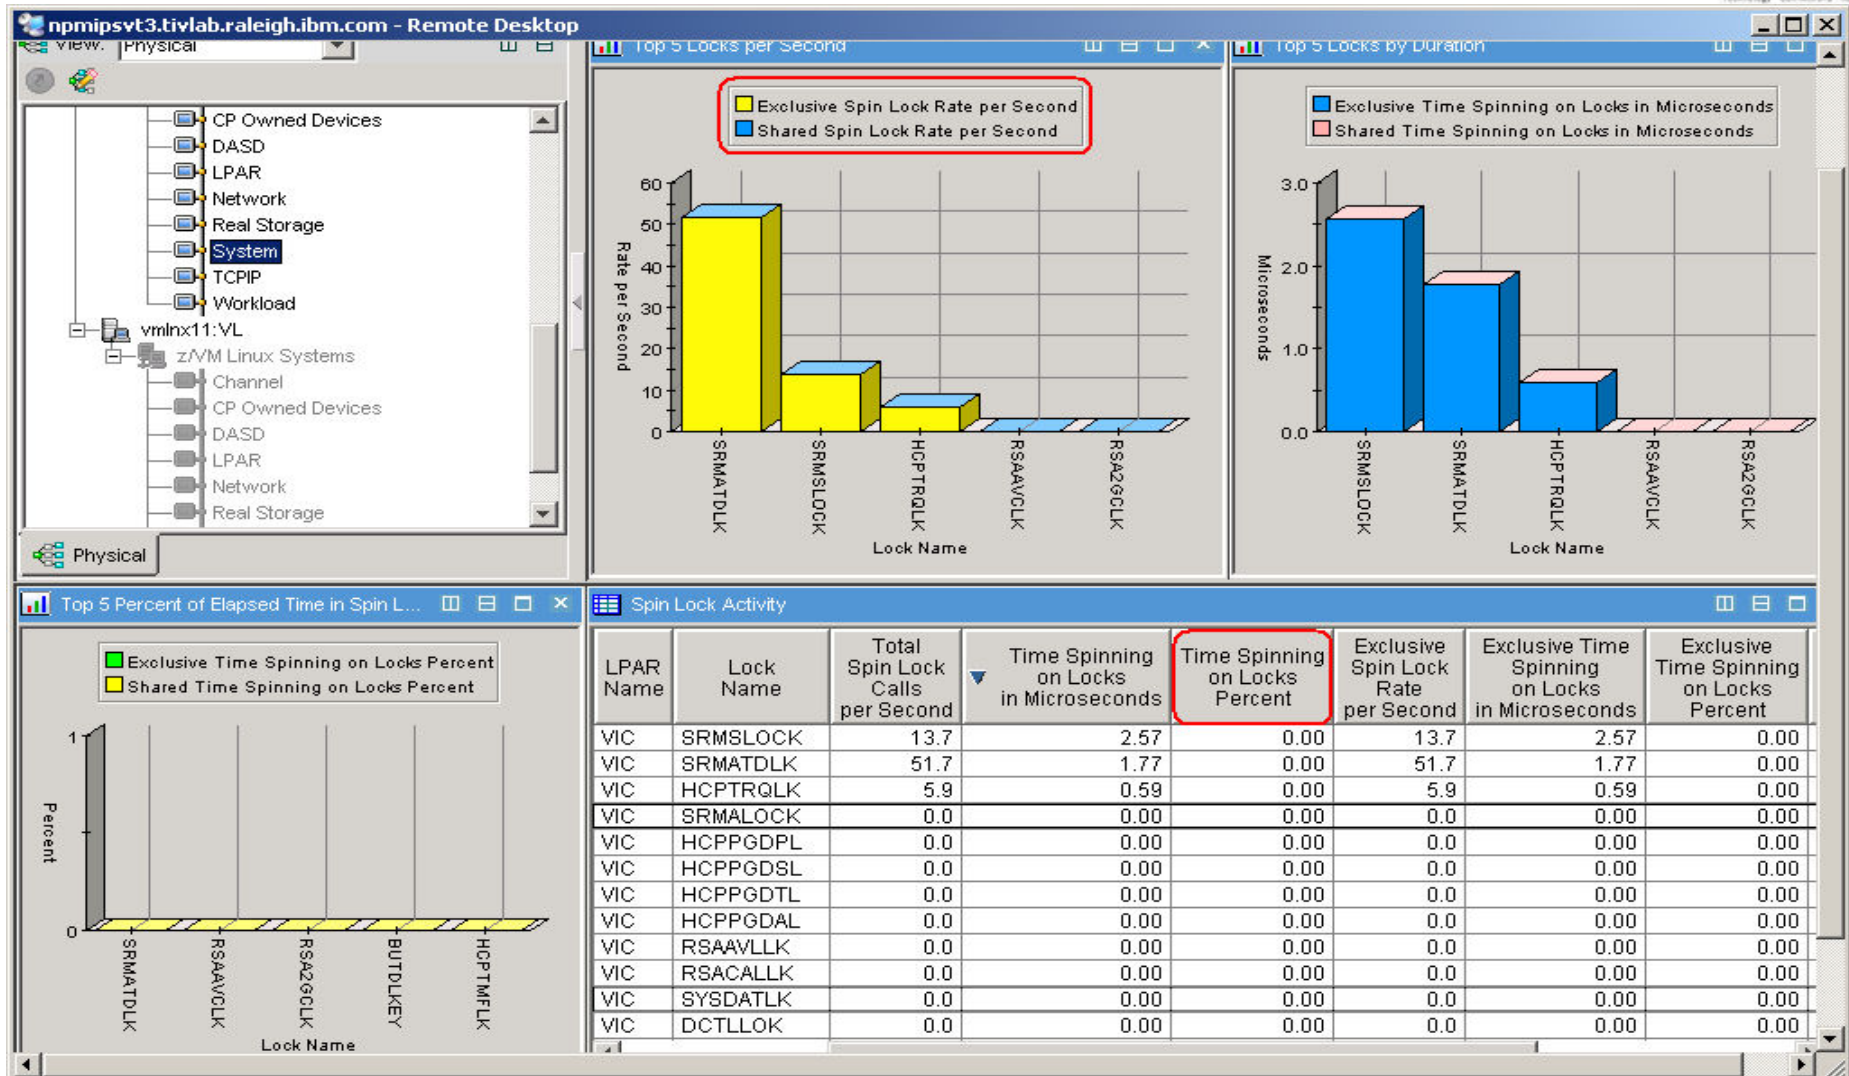 npmipsvt3.tivlab.raleigh.ibm.com - Remote Desktop
View: Physical
CP Owned Devices
DASD
LPAR
Network
Real Storage
System
TCPIP
Workload
vmlnx11:VL
z/VM Linux Systems
Channel
CP Owned Devices
DASD
LPAR
Network
Real Storage
Physical
Top 5 Locks per Second
Exclusive Spin Lock Rate per Second
Shared Spin Lock Rate per Second
60
50
40
30
20
10
0
Rate per Second
SRMATDLK
SRMSLOCK
HCPTRQLK
RSAAVCLK
RSA2GCLK
Lock Name
Top 5 Locks by Duration
Exclusive Time Spinning on Locks in Microseconds
Shared Time Spinning on Locks in Microseconds
3.0
2.0
1.0
0.0
Microseconds
SRMSLOCK
SRMATDLK
HCPTRQLK
RSAAVCLK
RSA2GCLK
Lock Name
Top 5 Percent of Elapsed Time in Spin L...
Exclusive Time Spinning on Locks Percent
Shared Time Spinning on Locks Percent
1
0
Percent
SRMATDLK
RSAAVCLK
RSA2GCLK
BUTDLKEY
HCPTMFLK
Lock Name
Spin Lock Activity
LPAR Name
Lock Name
Total Spin Lock Calls per Second
Time Spinning on Locks in Microseconds
Time Spinning on Locks Percent
Exclusive Spin Lock Rate per Second
Exclusive Time Spinning on Locks in Microseconds
Exclusive Time Spinning on Locks Percent
VIC SRMSLOCK 13.7 2.57 0.00 13.7 2.57 0.00
VIC SRMATDLK 51.7 1.77 0.00 51.7 1.77 0.00
VIC HCPTRQLK 5.9 0.59 0.00 5.9 0.59 0.00
VIC SRMALOCK 0.0 0.00 0.00 0.0 0.00 0.00
VIC HCPPGDPL 0.0 0.00 0.00 0.0 0.00 0.00
VIC HCPPGDSL 0.0 0.00 0.00 0.0 0.00 0.00
VIC HCPPGDTL 0.0 0.00 0.00 0.0 0.00 0.00
VIC HCPPGDAL 0.0 0.00 0.00 0.0 0.00 0.00
VIC RSAAVLLK 0.0 0.00 0.00 0.0 0.00 0.00
VIC RSACALLK 0.0 0.00 0.00 0.0 0.00 0.00
VIC SYSDATLK 0.0 0.00 0.00 0.0 0.00 0.00
VIC DCTLLOK 0.0 0.00 0.00 0.0 0.00 0.00